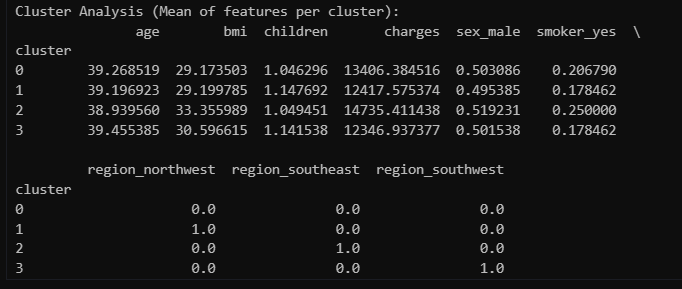 Cluster Analysis (Mean of features per cluster):
age bmi children charges sex_male smoker_yes \
cluster
0 39.268519 29.173503 1.046296 13406.384516 0.503086 0.206790
1 39.196923 29.199785 1.147692 12417.575374 0.495385 0.178462
2 38.939560 33.355989 1.049451 14735.411438 0.519231 0.250000
3 39.455385 30.596615 1.141538 12346.937377 0.501538 0.178462
region_northwest region_southeast region_southwest
cluster
0 0.0 0.0 0.0
1 1.0 0.0 0.0
2 0.0 1.0 0.0
3 0.0 0.0 1.0